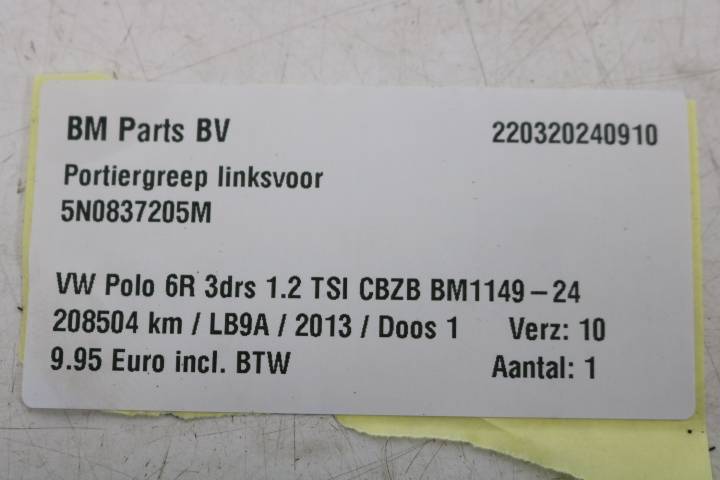 BM Parts BV 220320240910
Portiergreep linksvoor
5N0837205M
VW Polo 6R 3drs 1.2 TSI CBZB BM1149-24
208504 km / LB9A / 2013 / Doos 1 Verz: 10
9.95 Euro incl. BTW Aantal: 1